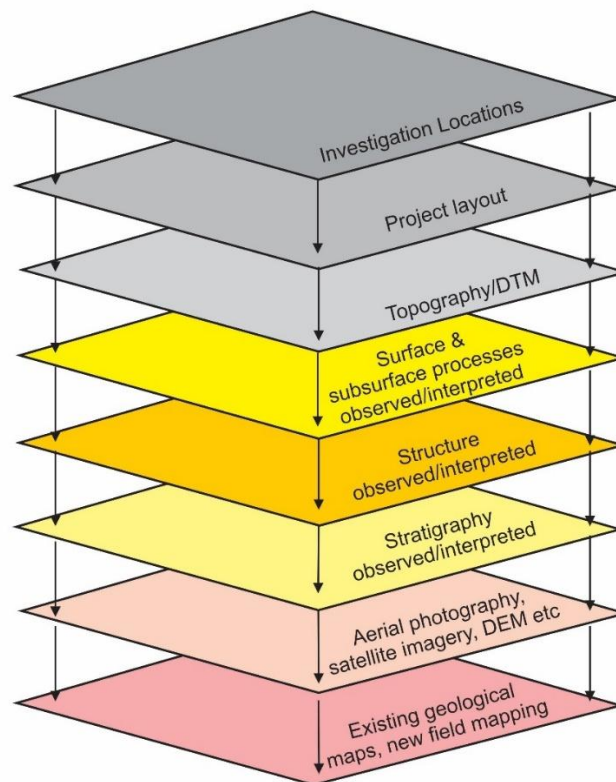 Investigation Locations
Project layout
Topography/DTM
Surface &
subsurface processes
observed/interpreted
Structure
observed/interpreted
Stratigraphy
observed/interpreted
Aerial photography,
satellite imagery, DEM etc
Existing geological
maps, new field mapping